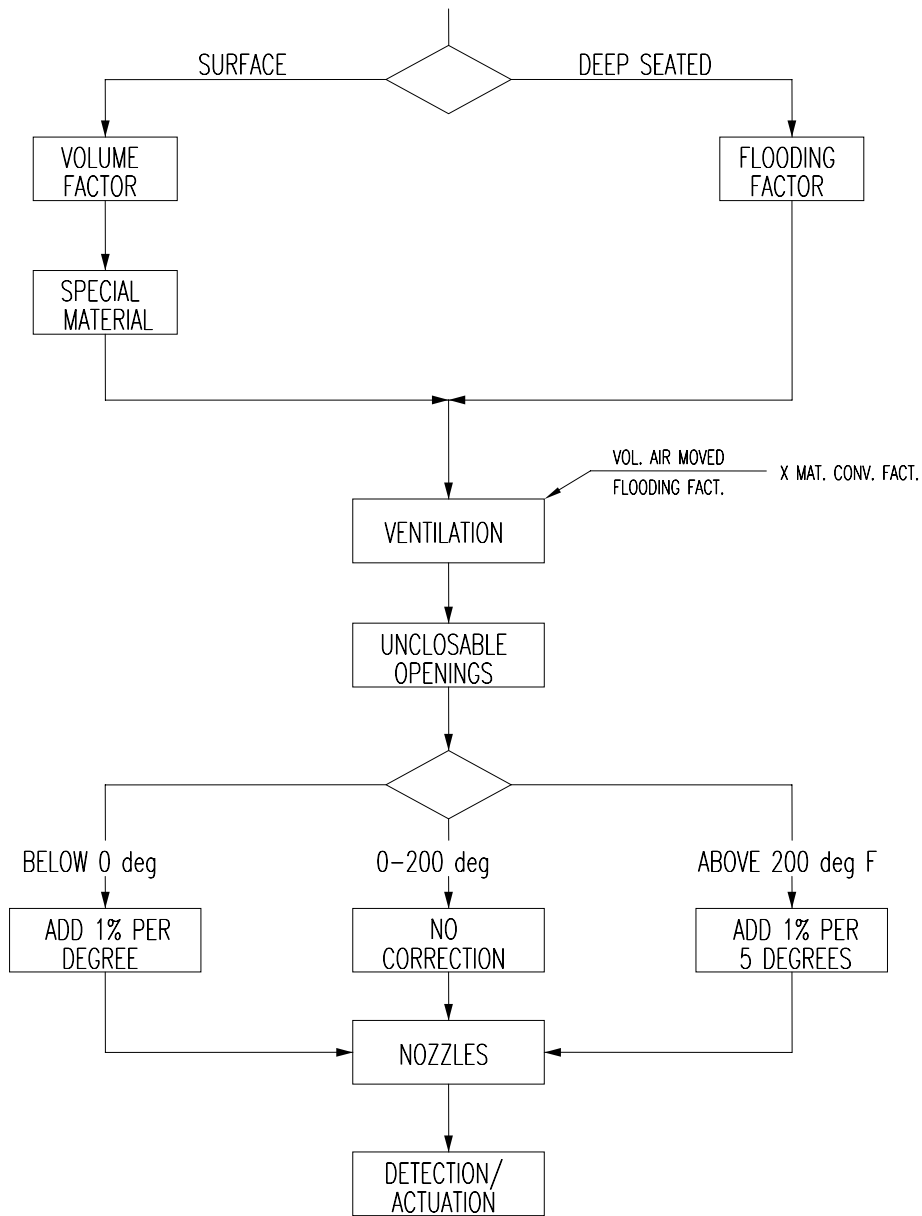 SURFACE
DEEP SEATED
VOLUME
FACTOR
FLOODING
FACTOR
SPECIAL
MATERIAL
VOL. AIR MOVED
FLOODING FACT.
X MAT. CONV. FACT.
VENTILATION
UNCLOSABLE
OPENINGS
BELOW 0 deg
0-200 deg
ABOVE 200 deg F
ADD 1% PER
DEGREE
NO
CORRECTION
ADD 1% PER
5 DEGREES
NOZZLES
DETECTION/
ACTUATION